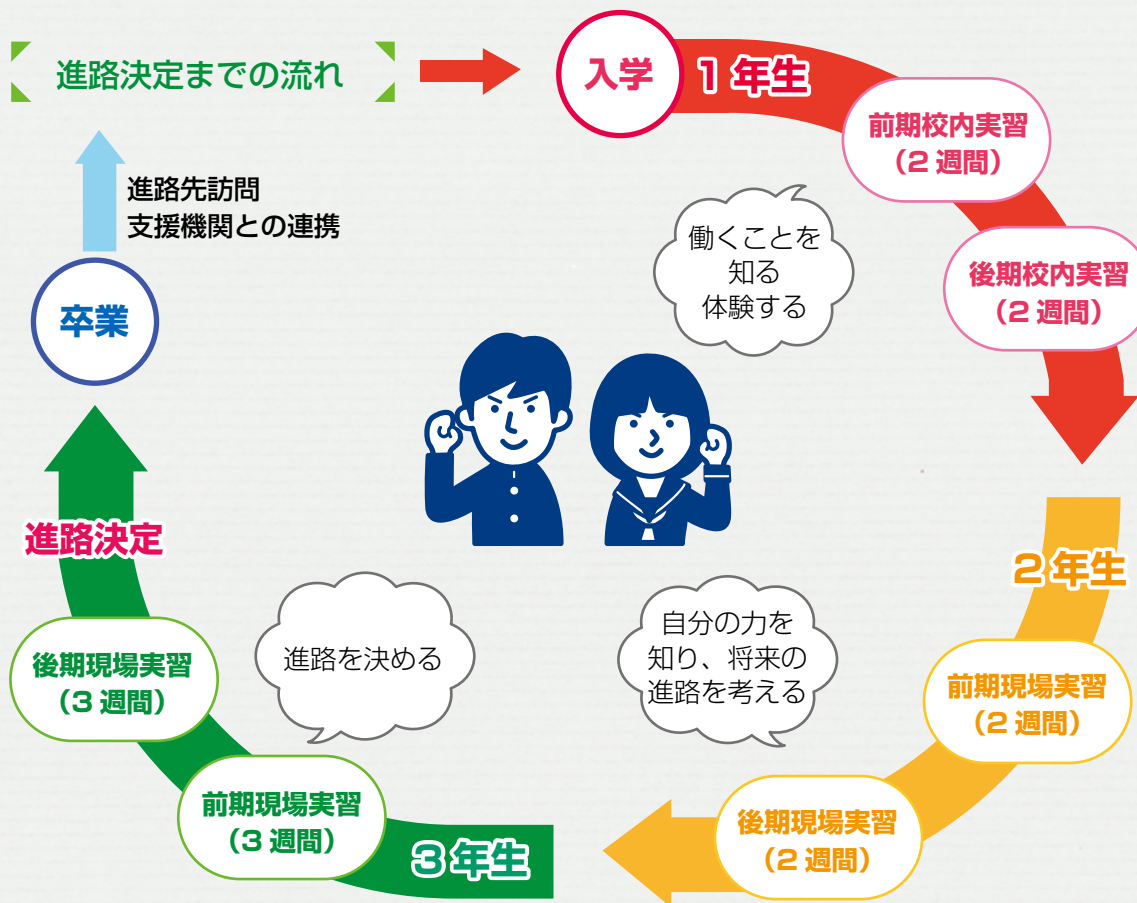 進路決定までの流れ
入学
1年生
前期校内実習
(2週間)
後期校内実習
(2週間)
働くことを
知る
体験する
2年生
前期現場実習
(2週間)
後期現場実習
(2週間)
自分の力を
知り、将来の
進路を考える
3年生
前期現場実習
(3週間)
後期現場実習
(3週間)
進路を決める
進路決定
卒業
進路先訪問
支援機関との連携